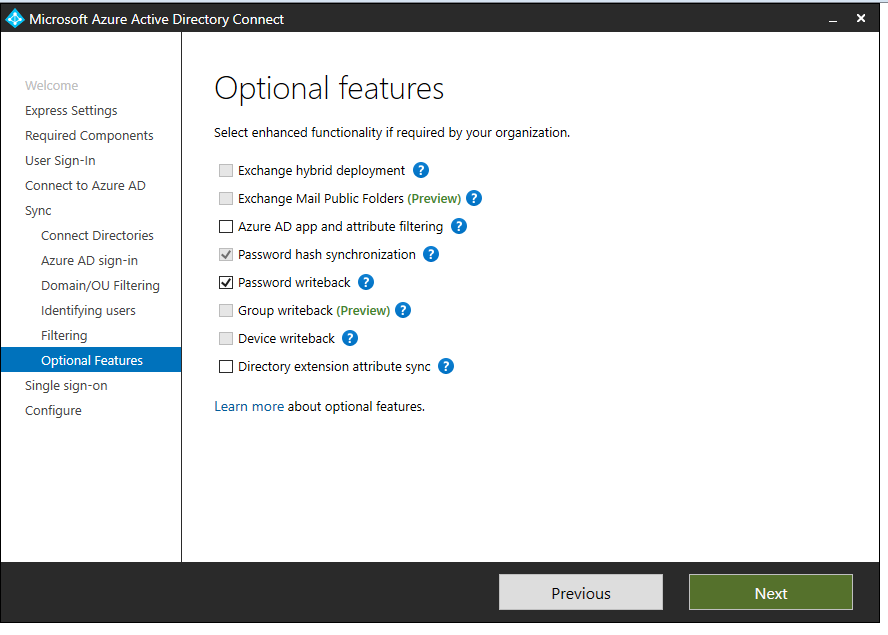 Microsoft Azure Active Directory Connect
Welcome
Express Settings
Required Components
User Sign-In
Connect to Azure AD
Sync
Connect Directories
Azure AD sign-in
Domain/OU Filtering
Identifying users
Filtering
Optional Features
Single sign-on
Configure
Optional features
Select enhanced functionality if required by your organization.
Exchange hybrid deployment ?
Exchange Mail Public Folders (Preview) ?
Azure AD app and attribute filtering ?
Password hash synchronization ?
Password writeback ?
Group writeback (Preview) ?
Device writeback ?
Directory extension attribute sync ?
Learn more about optional features.
Previous
Next